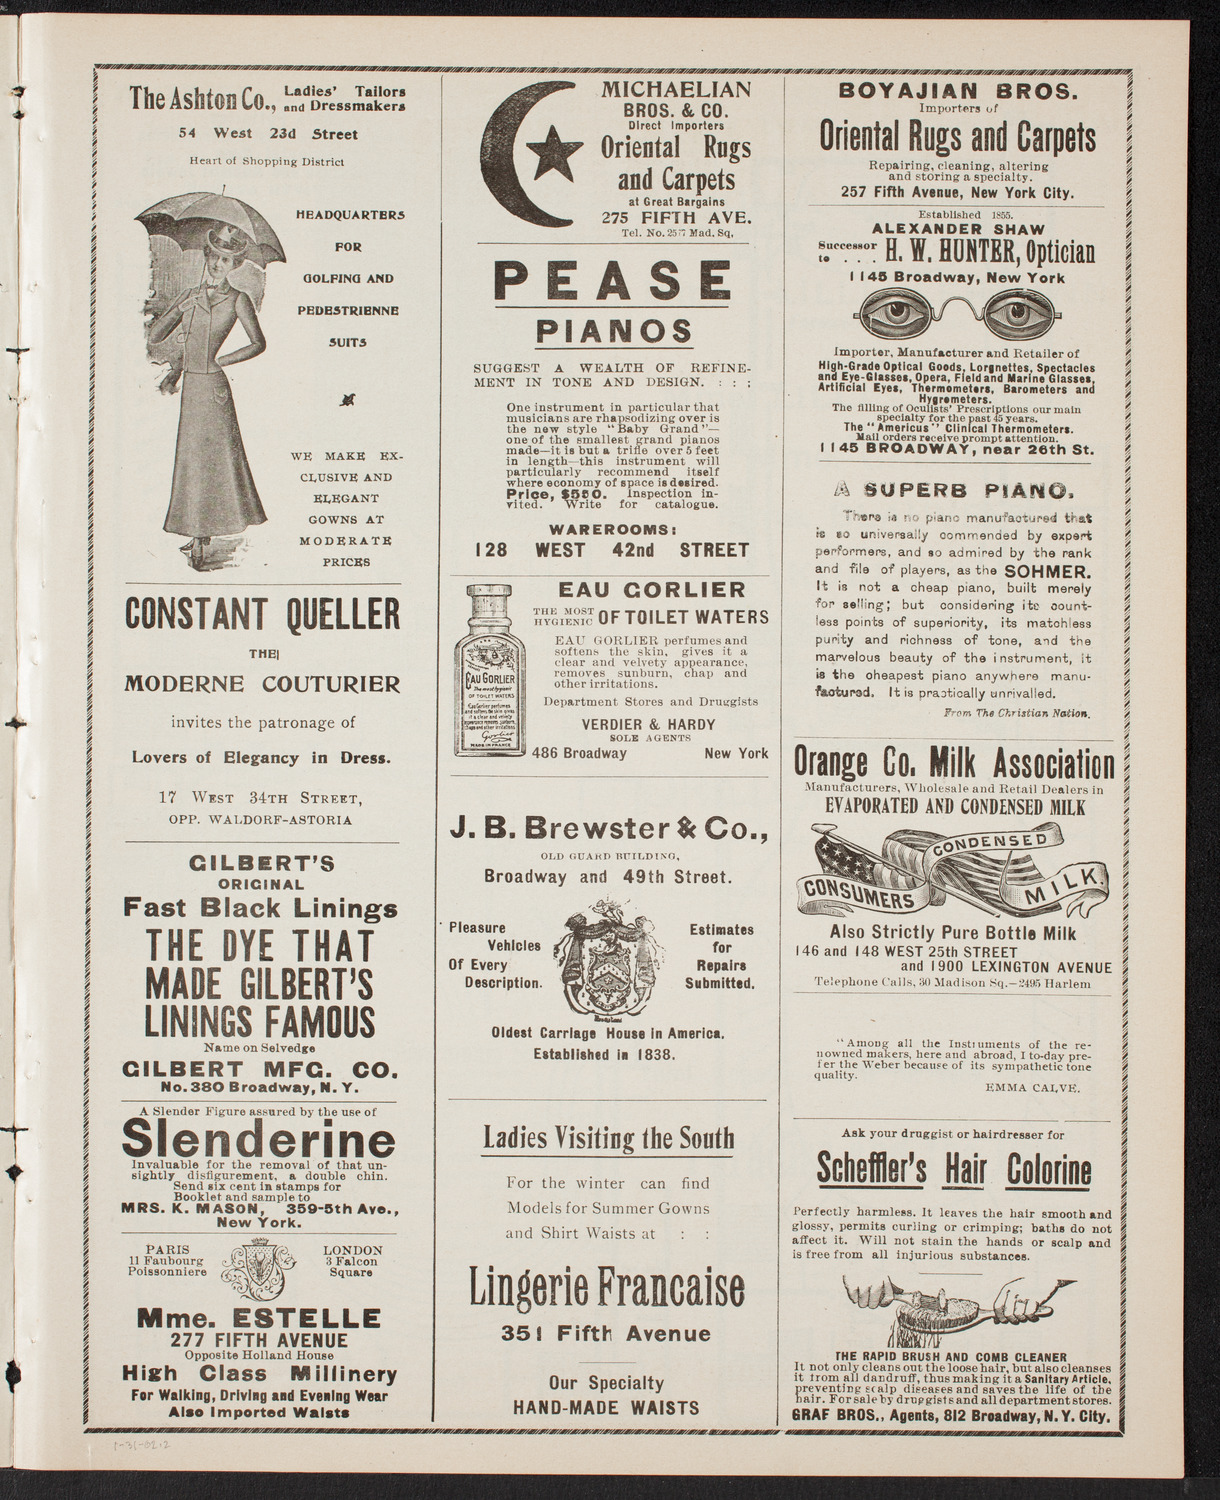 The Ashton Co., Ladies' Tailors
and Dressmakers
54 West 23d Street
Heart of Shopping District
HEADQUARTERS
FOR
GOLFING AND
PEDESTRIENNE
SUITS
WE MAKE EX-
CLUSIVE AND
ELEGANT
GOWNS AT
MODERATE
PRICES
CONSTANT QUELLER
THE
MODERNE COUTURIER
invites the patronage of
Lovers of Elegancy in Dress.
17 WEST 34TH STREET,
OPP. WALDORF-ASTORIA
GILBERT'S
ORIGINAL
Fast Black Linings
THE DYE THAT
MADE GILBERT'S
LININGS FAMOUS
Name on Selvedge
GILBERT MFG. CO.
No. 380 Broadway, N. Y.
A Slender Figure assured by the use of
Slenderine
Invaluable for the removal of that un-
sightly disfigurement, a double chin.
Send six cent in stamps for
Booklet and sample to
MRS. K. MASON, 359-5th Ave.,
New York.
PARIS
11 Faubourg
Poissonniere
LONDON
3 Falcon
Square
Mme. ESTELLE
277 FIFTH AVENUE
Opposite Holland House
High Class Millinery
For Walking, Driving and Evening Wear
Also Imported Waists
MICHAELIAN
BROS. & CO.
Direct Importers
Oriental Rugs
and Carpets
at Great Bargains
275 FIFTH AVE.
Tel. No. 2577 Mad. Sq.
PEASE
PIANOS
SUGGEST A WEALTH OF REFINE-
MENT IN TONE AND DESIGN. : : :
One instrument in particular that
musicians are rhapsodizing over is
the new style "Baby Grand"—
one of the smallest grand pianos
made—it is but a trifle over 5 feet
in length—this instrument will
particularly recommend itself
where economy of space is desired.
Price, $550. Inspection in-
vited. Write for catalogue.
WAREROOMS:
128 WEST 42nd STREET
EAU GORLIER
THE MOST
HYGIENIC OF TOILET WATERS
EAU GORLIER perfumes and
softens the skin, gives it a
clear and velvety appearance,
removes sunburn, chap and
other irritations.
Department Stores and Druggists
VERDIER & HARDY
SOLE AGENTS
486 Broadway New York
EAU GORLIER
The most hygienic
OF TOILET WATERS
Eau Gorlier perfumes
and softens the skin, gives
Gorlier
MADE IN FRANCE
J. B. Brewster & Co.,
OLD GUARD BUILDING,
Broadway and 49th Street.
Pleasure
Vehicles
Of Every
Description.
Estimates
for
Repairs
Submitted.
Oldest Carriage House in America.
Established in 1838.
Ladies Visiting the South
For the winter can find
Models for Summer Gowns
and Shirt Waists at : :
Lingerie Francaise
351 Fifth Avenue
Our Specialty
HAND-MADE WAISTS
BOYAJIAN BROS.
Importers of
Oriental Rugs and Carpets
Repairing, cleaning, altering
and storing a specialty.
257 Fifth Avenue, New York City.
Established 1855.
ALEXANDER SHAW
Successor
to . . . H. W. HUNTER, Optician
1145 Broadway, New York
Importer, Manufacturer and Retailer of
High-Grade Optical Goods, Lorgnettes, Spectacles
and Eye-Glasses, Opera, Field and Marine Glasses,
Artificial Eyes, Thermometers, Barometers and
Hygrometers.
The filling of Oculists' Prescriptions our main
specialty for the past 45 years.
The "Americus" Clinical Thermometers.
Mail orders receive prompt attention.
1145 BROADWAY, near 26th St.
A SUPERB PIANO.
There is no piano manufactured that
is so universally commended by expert
performers, and so admired by the rank
and file of players, as the SOHMER.
It is not a cheap piano, built merely
for selling; but considering its count-
less points of superiority, its matchless
purity and richness of tone, and the
marvelous beauty of the instrument, it
is the cheapest piano anywhere manu-
factured. It is practically unrivalled.
From The Christian Nation.
Orange Co. Milk Association
Manufacturers, Wholesale and Retail Dealers in
EVAPORATED AND CONDENSED MILK
CONSUMERS CONDENSED MILK.
Also Strictly Pure Bottle Milk
146 and 148 WEST 25th STREET
and 1900 LEXINGTON AVENUE
Telephone Calls, 30 Madison Sq.—2495 Harlem
"Among all the Instruments of the re-
nowned makers, here and abroad, I to-day pre-
fer the Weber because of its sympathetic tone
quality.
EMMA CALVE.
Ask your druggist or hairdresser for
Scheffler's Hair Colorine
Perfectly harmless. It leaves the hair smooth and
glossy, permits curling or crimping; baths do not
affect it. Will not stain the hands or scalp and
is free from all injurious substances.
THE RAPID BRUSH AND COMB CLEANER
It not only cleans out the loose hair, but also cleanses
it from all dandruff, thus making it a Sanitary Article,
preventing scalp diseases and saves the life of the
hair. For sale by druggists and all department stores.
GRAF BROS., Agents, 812 Broadway, N. Y. City.
1-31-02.2